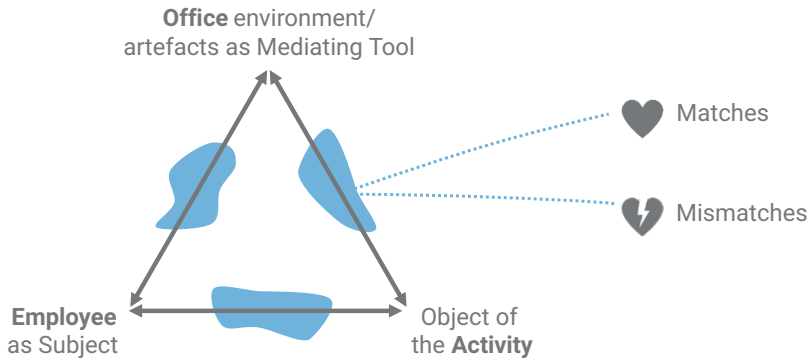 Office environment/
artefacts as Mediating Tool
Matches
Mismatches
Employee
as Subject
Object of
the Activity